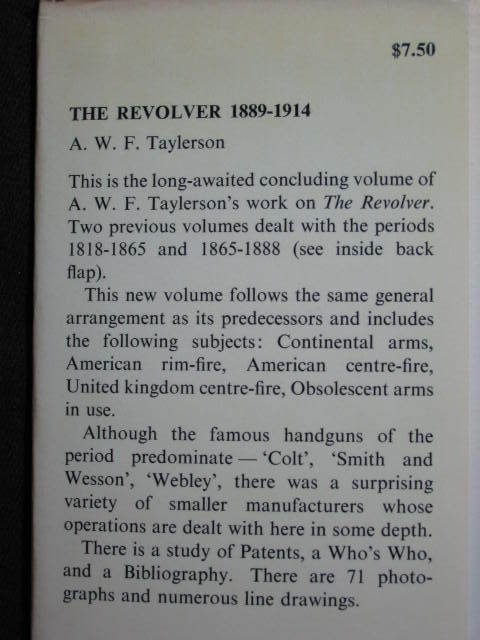 $7.50
THE REVOLVER 1889-1914
A. W. F. Taylerson
This is the long-awaited concluding volume of
A. W. F. Taylerson's work on The Revolver.
Two previous volumes dealt with the periods
1818-1865 and 1865-1888 (see inside back
flap).
This new volume follows the same general
arrangement as its predecessors and includes
the following subjects: Continental arms,
American rim-fire, American centre-fire,
United kingdom centre-fire, Obsolescent arms
in use.
Although the famous handguns of the
period predominate — 'Colt', 'Smith and
Wesson', 'Webley', there was a surprising
variety of smaller manufacturers whose
operations are dealt with here in some depth.
There is a study of Patents, a Who's Who,
and a Bibliography. There are 71 photo-
graphs and numerous line drawings.